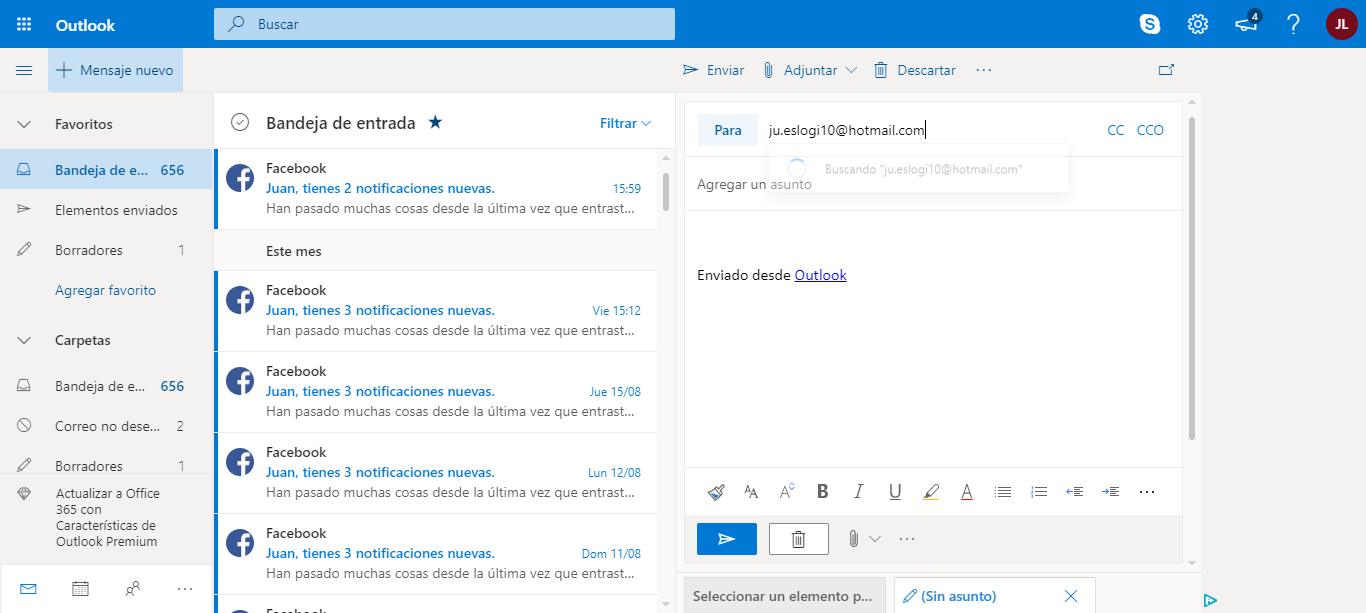 Outlook
Buscar
4
JL
Mensaje nuevo
Enviar
Adjuntar
Descartar
Favoritos
Bandeja de e... 656
Elementos enviados
Borradores 1
Agregar favorito
Carpetas
Bandeja de e... 656
Correo no dese... 2
Borradores 1
Actualizar a Office
365 con
Características de
Outlook Premium
Bandeja de entrada
Filtrar
Facebook
Juan, tienes 2 notificaciones nuevas. 15:59
Han pasado muchas cosas desde la última vez que entrast...
Este mes
Facebook
Juan, tienes 3 notificaciones nuevas. Vie 15:12
Han pasado muchas cosas desde la última vez que entrast...
Facebook
Juan, tienes 3 notificaciones nuevas. Jue 15/08
Han pasado muchas cosas desde la última vez que entrast...
Facebook
Juan, tienes 3 notificaciones nuevas. Lun 12/08
Han pasado muchas cosas desde la última vez que entrast...
Facebook
Juan, tienes 3 notificaciones nuevas. Dom 11/08
Han pasado muchas cosas desde la última vez que entrast...
Para ju.eslogi10@hotmail.com CC CCO
Buscando "ju.eslogi10@hotmail.com"
Agregar un asunto
Enviado desde Outlook
Seleccionar un elemento p...
(Sin asunto)